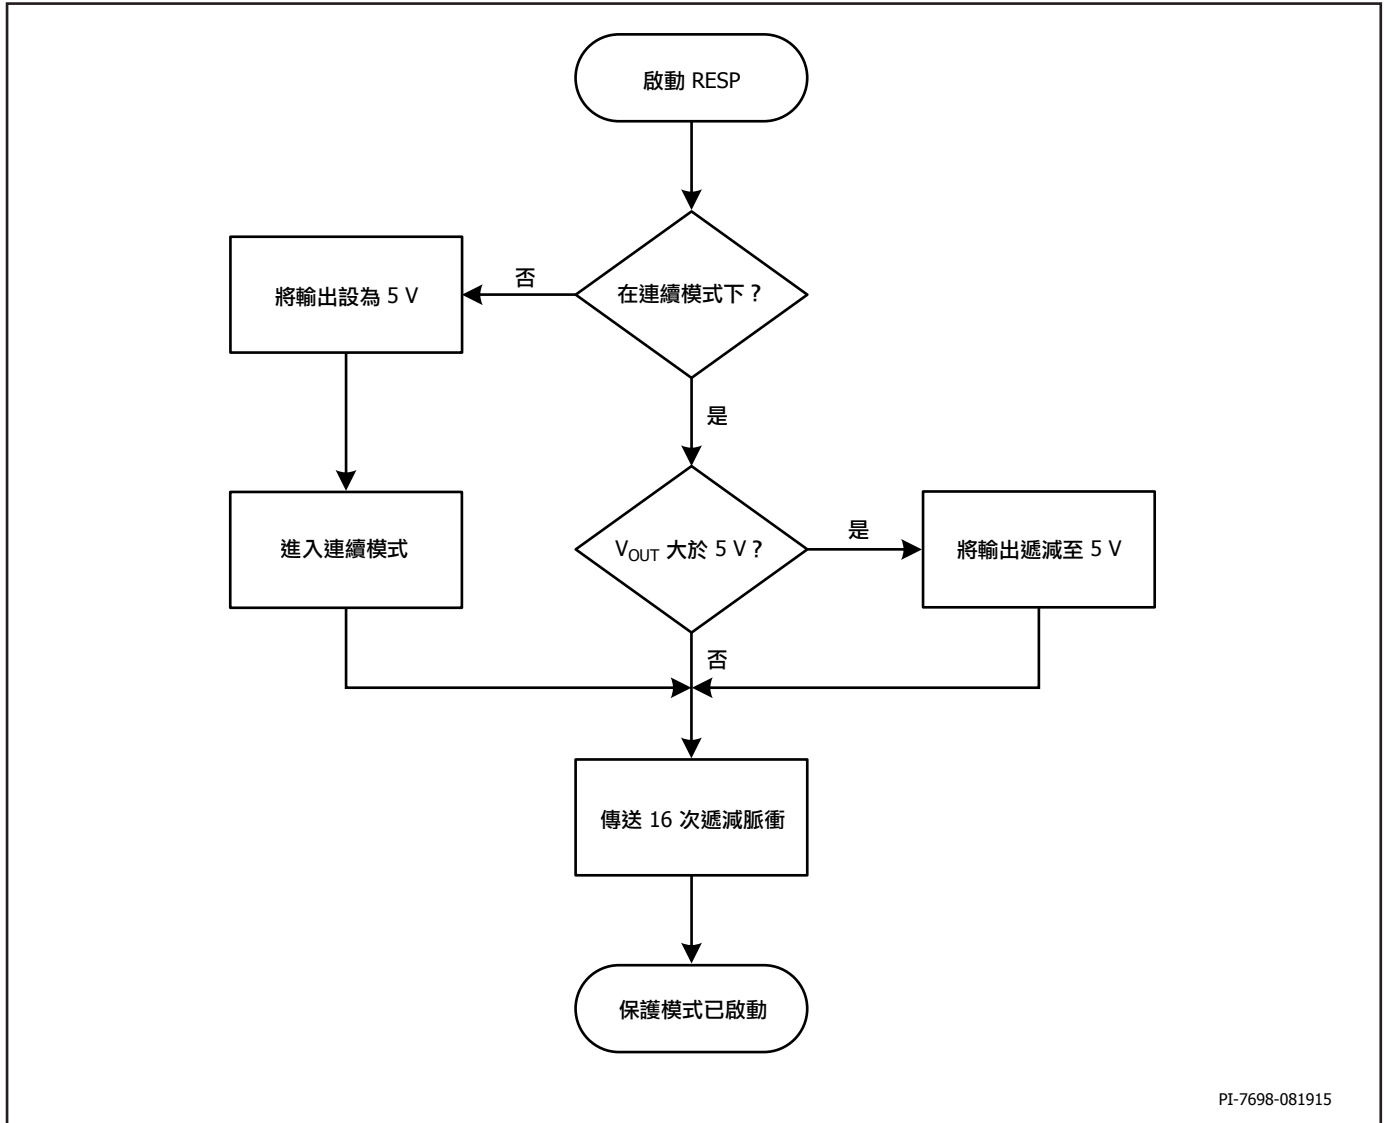 啟動 RESP
在連續模式下？
否
將輸出設為 5 V
是
進入連續模式
V_OUT 大於 5 V？
是
將輸出遞減至 5 V
否
傳送 16 次遞減脈衝
保護模式已啟動
PI-7698-081915